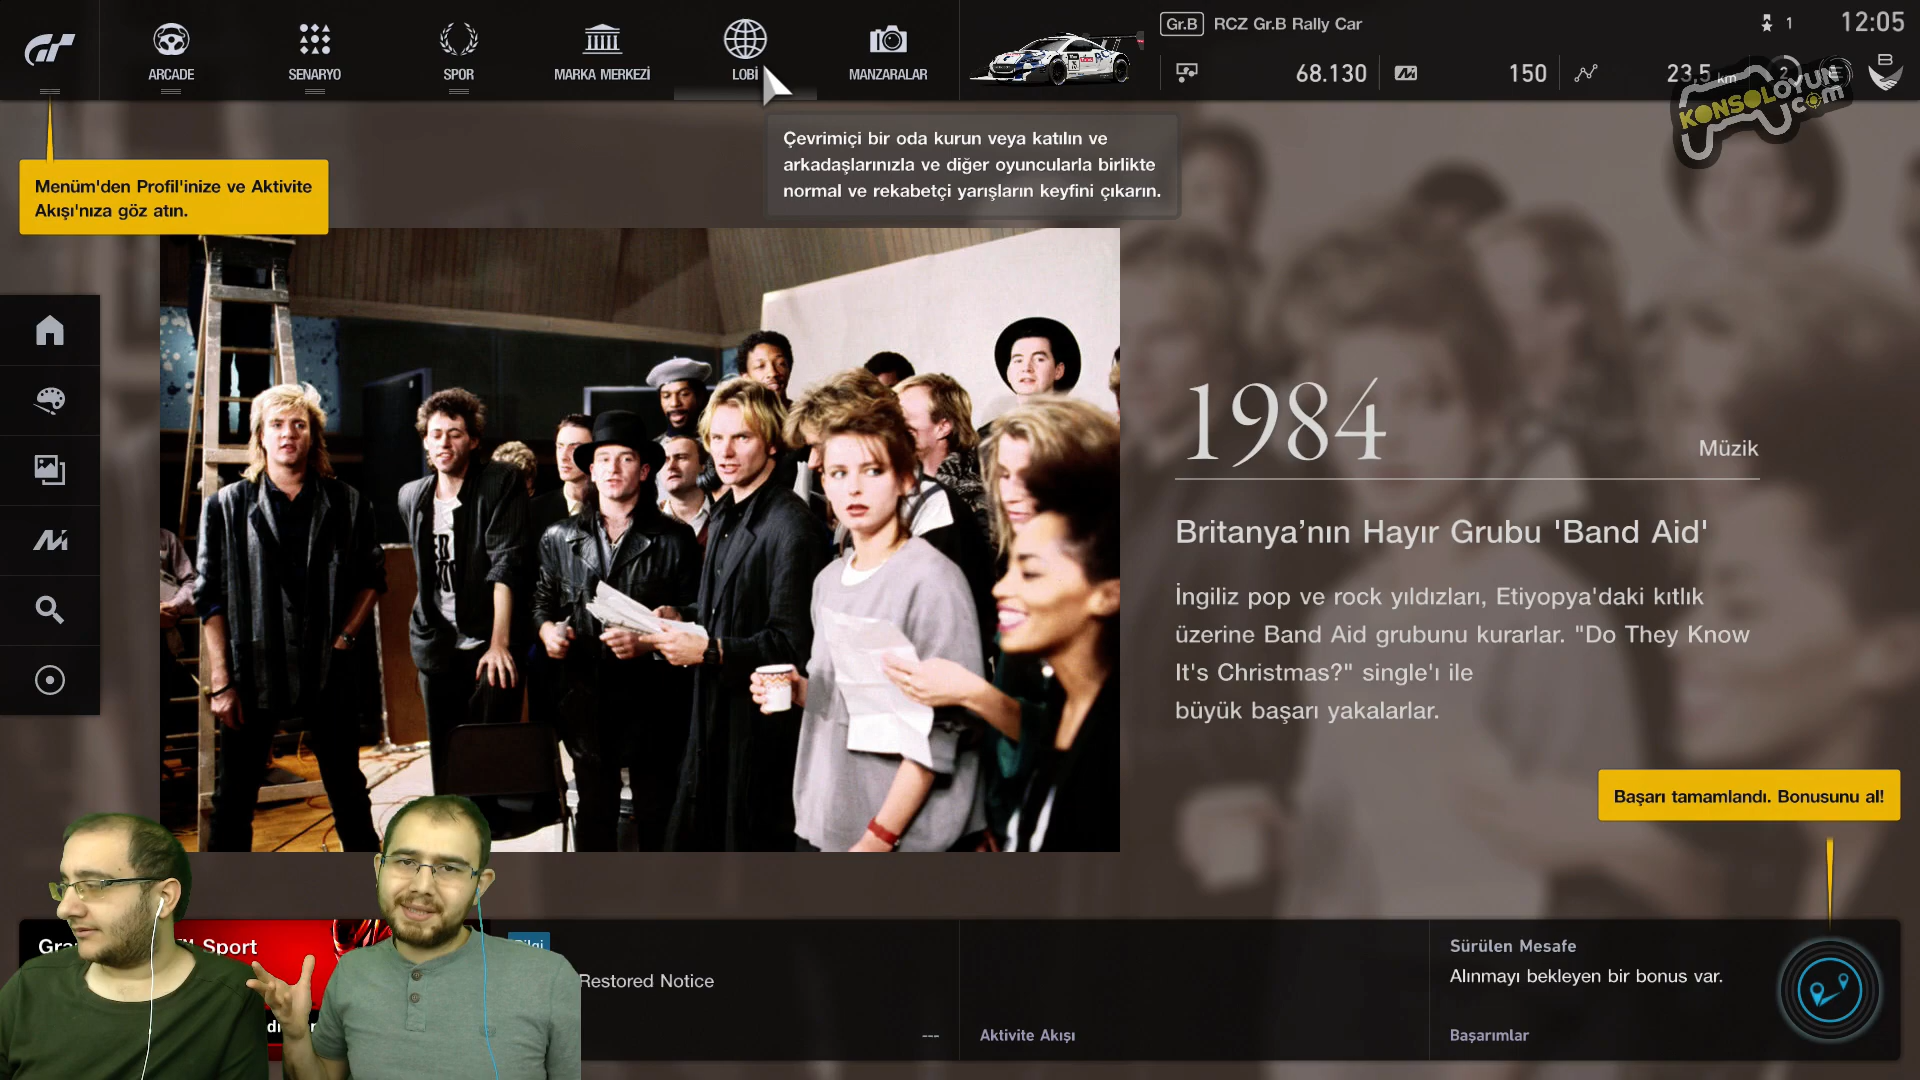 ARCADE
SENARYO
SPOR
MARKA MERKEZİ
LOBİ
MANZARALAR
Gr.B RCZ Gr.B Rally Car
68.130
150
23,5 km
2
1
12:05
B
KONSOLOYUN
.com
Çevrimiçi bir oda kurun veya katılın ve
arkadaşlarınızla ve diğer oyuncularla birlikte
normal ve rekabetçi yarışların keyfini çıkarın.
Menüm'den Profil'inize ve Aktivite
Akışı'nıza göz atın.
1984
Müzik
Britanya’nın Hayır Grubu 'Band Aid'
İngiliz pop ve rock yıldızları, Etiyopya'daki kıtlık
üzerine Band Aid grubunu kurarlar. "Do They Know
It's Christmas?" single'ı ile
büyük başarı yakalarlar.
Başarı tamamlandı. Bonusunu al!
Sport
Restored Notice
---
Aktivite Akışı
Sürülen Mesafe
Alınmayı bekleyen bir bonus var.
Başarımlar